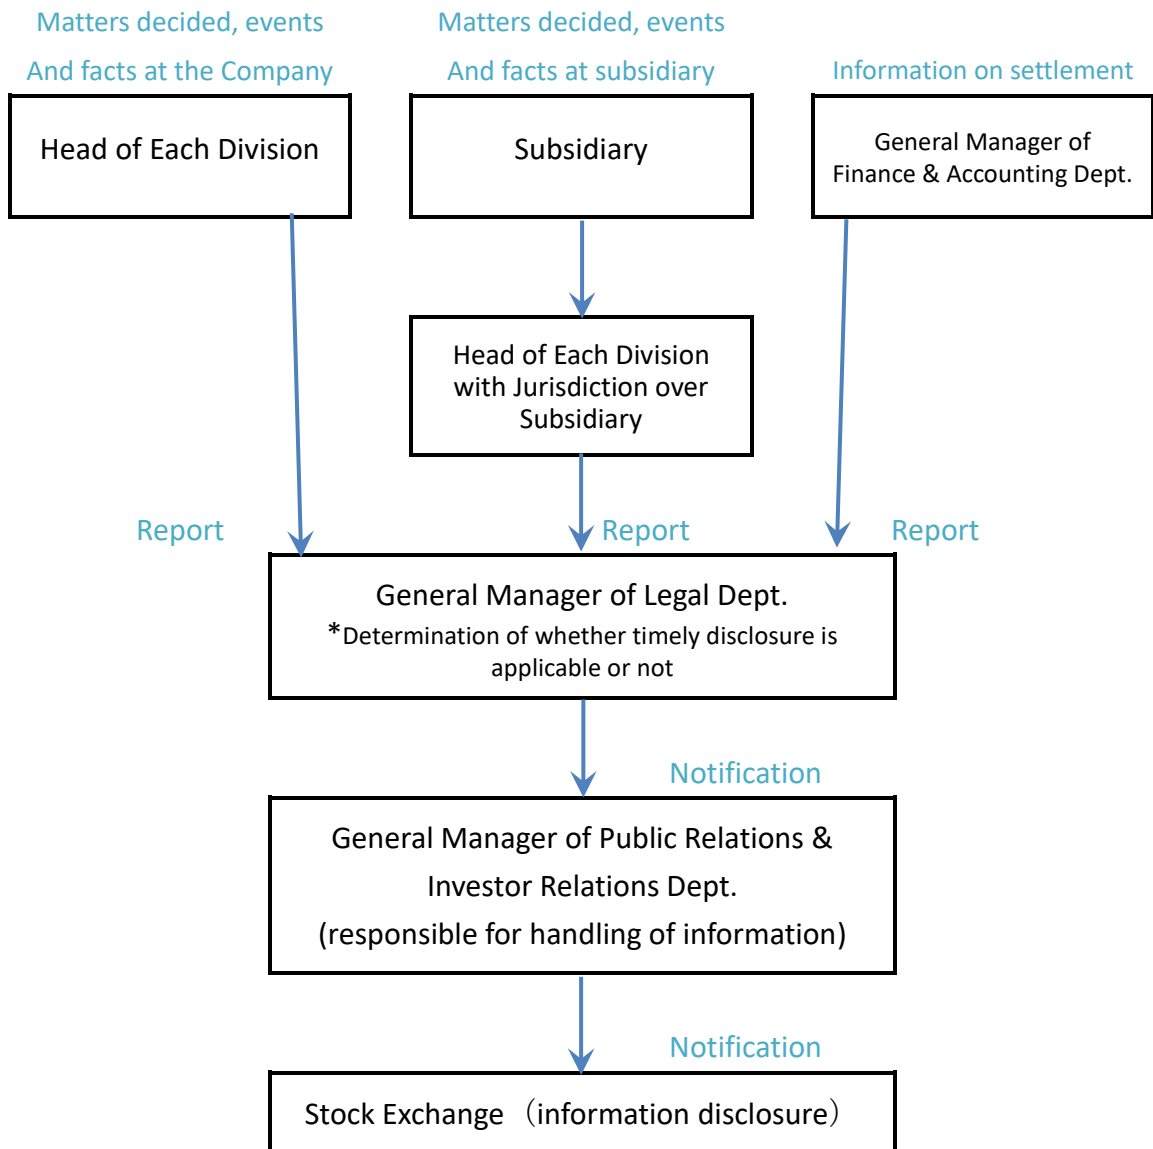 Matters decided, events
And facts at the Company
Matters decided, events
And facts at subsidiary
Information on settlement
Head of Each Division
Subsidiary
General Manager of
Finance & Accounting Dept.
Head of Each Division
with Jurisdiction over
Subsidiary
Report
Report
Report
General Manager of Legal Dept.
*Determination of whether timely disclosure is
applicable or not
Notification
General Manager of Public Relations &
Investor Relations Dept.
(responsible for handling of information)
Notification
Stock Exchange（information disclosure）